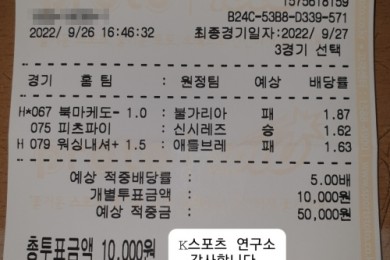 1575618159
B24C-53B8-D339-571
2022/ 9/26 16:46:32 최종경기일자:2022/ 9/27
3경기 선택
경기 홈 팀 : 원정팀 예상 배당률
H*067 북마케도- 1.0 : 불가리아 패 1.87
075 피츠파이 : 신시레즈 승 1.62
H 079 워싱내셔+ 1.5 : 애틀브레 패 1.63
예상 적중배당률 : 5.00배
개별투표금액 : 10,000원
예상 적중금 : 50,000원
총투표금액 10,000원
K스포츠 연구소
감사합니다